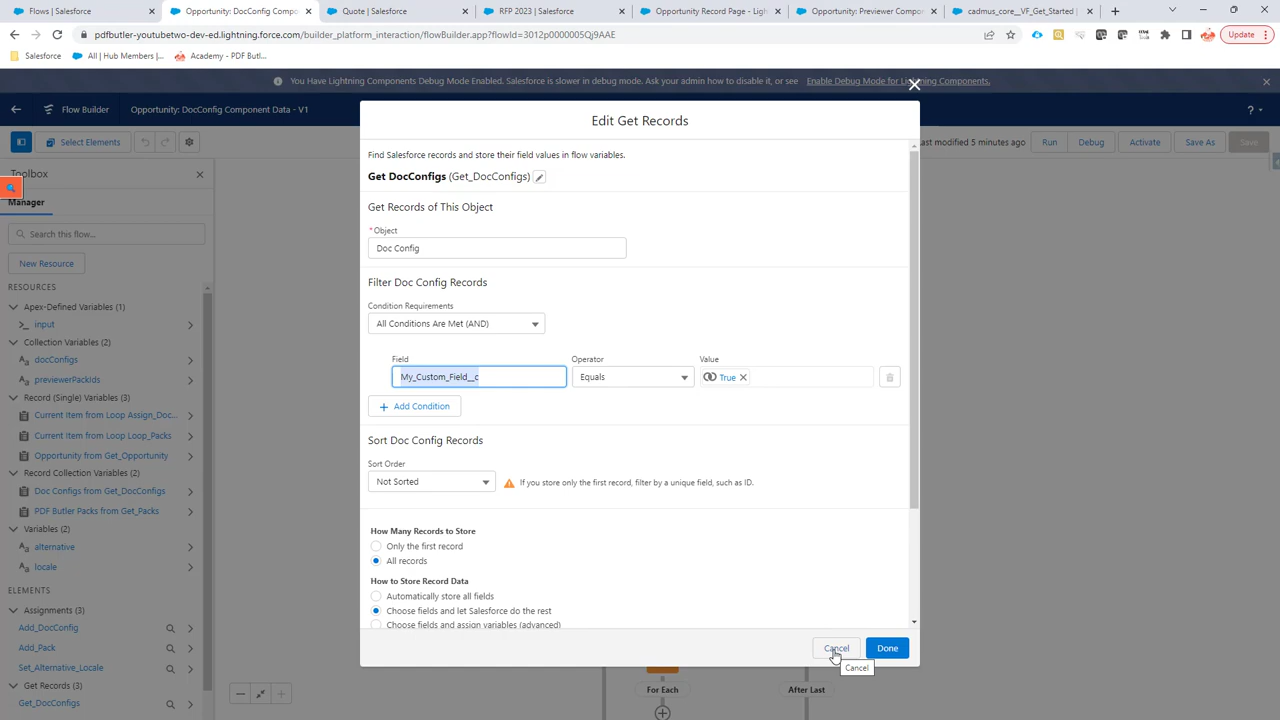 Flows | Salesforce
Opportunity: DocConfig Compo
Quote | Salesforce
RFP 2023 | Salesforce
Opportunity Record Page - Ligh
Opportunity: Previewer Compon
cadmus_core__VF_Get_Started |
pdfbutler-youtubetwo-dev-ed.lightning.force.com/builder_platform_interaction/flowBuilder.app?flowId=3012p0000005Qj9AAE
Update
Salesforce
All | Hub Members |...
Academy - PDF Butl...
You Have Lightning Components Debug Mode Enabled. Salesforce is slower in debug mode. Ask your admin how to disable it, or see Enable Debug Mode for Lightning Components.
Flow Builder
Opportunity: DocConfig Component Data - V1
?
Select Elements
ast modified 5 minutes ago
Run
Debug
Activate
Save As
Save
Toolbox
Manager
Search this flow...
New Resource
RESOURCES
Apex-Defined Variables (1)
input
Collection Variables (2)
docConfigs
previewerPackIds
Record (Single) Variables (3)
Current Item from Loop Assign_Doc...
Current Item from Loop Loop_Packs
Opportunity from Get_Opportunity
Record Collection Variables (2)
Doc Configs from Get_DocConfigs
PDF Butler Packs from Get_Packs
Variables (2)
alternative
locale
ELEMENTS
Assignments (3)
Add_DocConfig
Add_Pack
Set_Alternative_Locale
Get Records (3)
Get_DocConfigs
Edit Get Records
Find Salesforce records and store their field values in flow variables.
Get DocConfigs (Get_DocConfigs)
Get Records of This Object
* Object
Doc Config
Filter Doc Config Records
Condition Requirements
All Conditions Are Met (AND)
Field
Operator
Value
My_Custom_Field__c
Equals
True
Add Condition
Sort Doc Config Records
Sort Order
Not Sorted
If you store only the first record, filter by a unique field, such as ID.
How Many Records to Store
Only the first record
All records
How to Store Record Data
Automatically store all fields
Choose fields and let Salesforce do the rest
Choose fields and assign variables (advanced)
Cancel
Done
Cancel
For Each
After Last